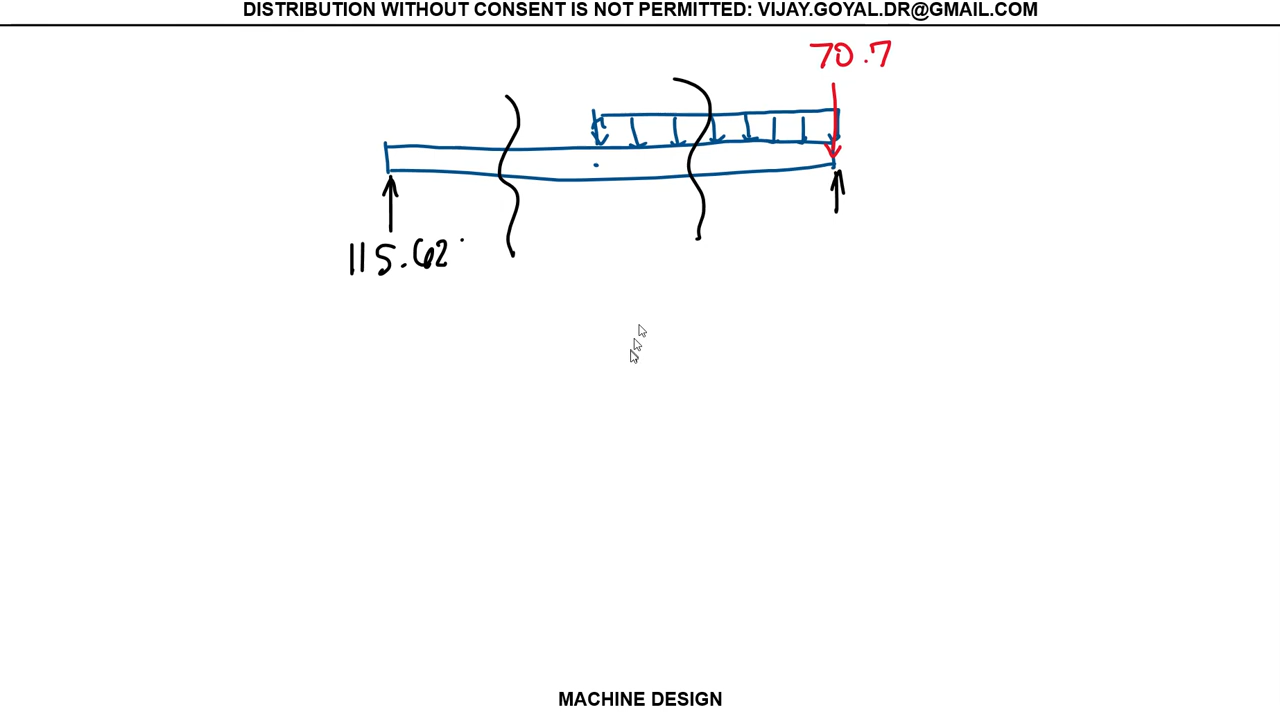 DISTRIBUTION WITHOUT CONSENT IS NOT PERMITTED: VIJAY.GOYAL.DR@GMAIL.COM
70.7
115.62
MACHINE DESIGN